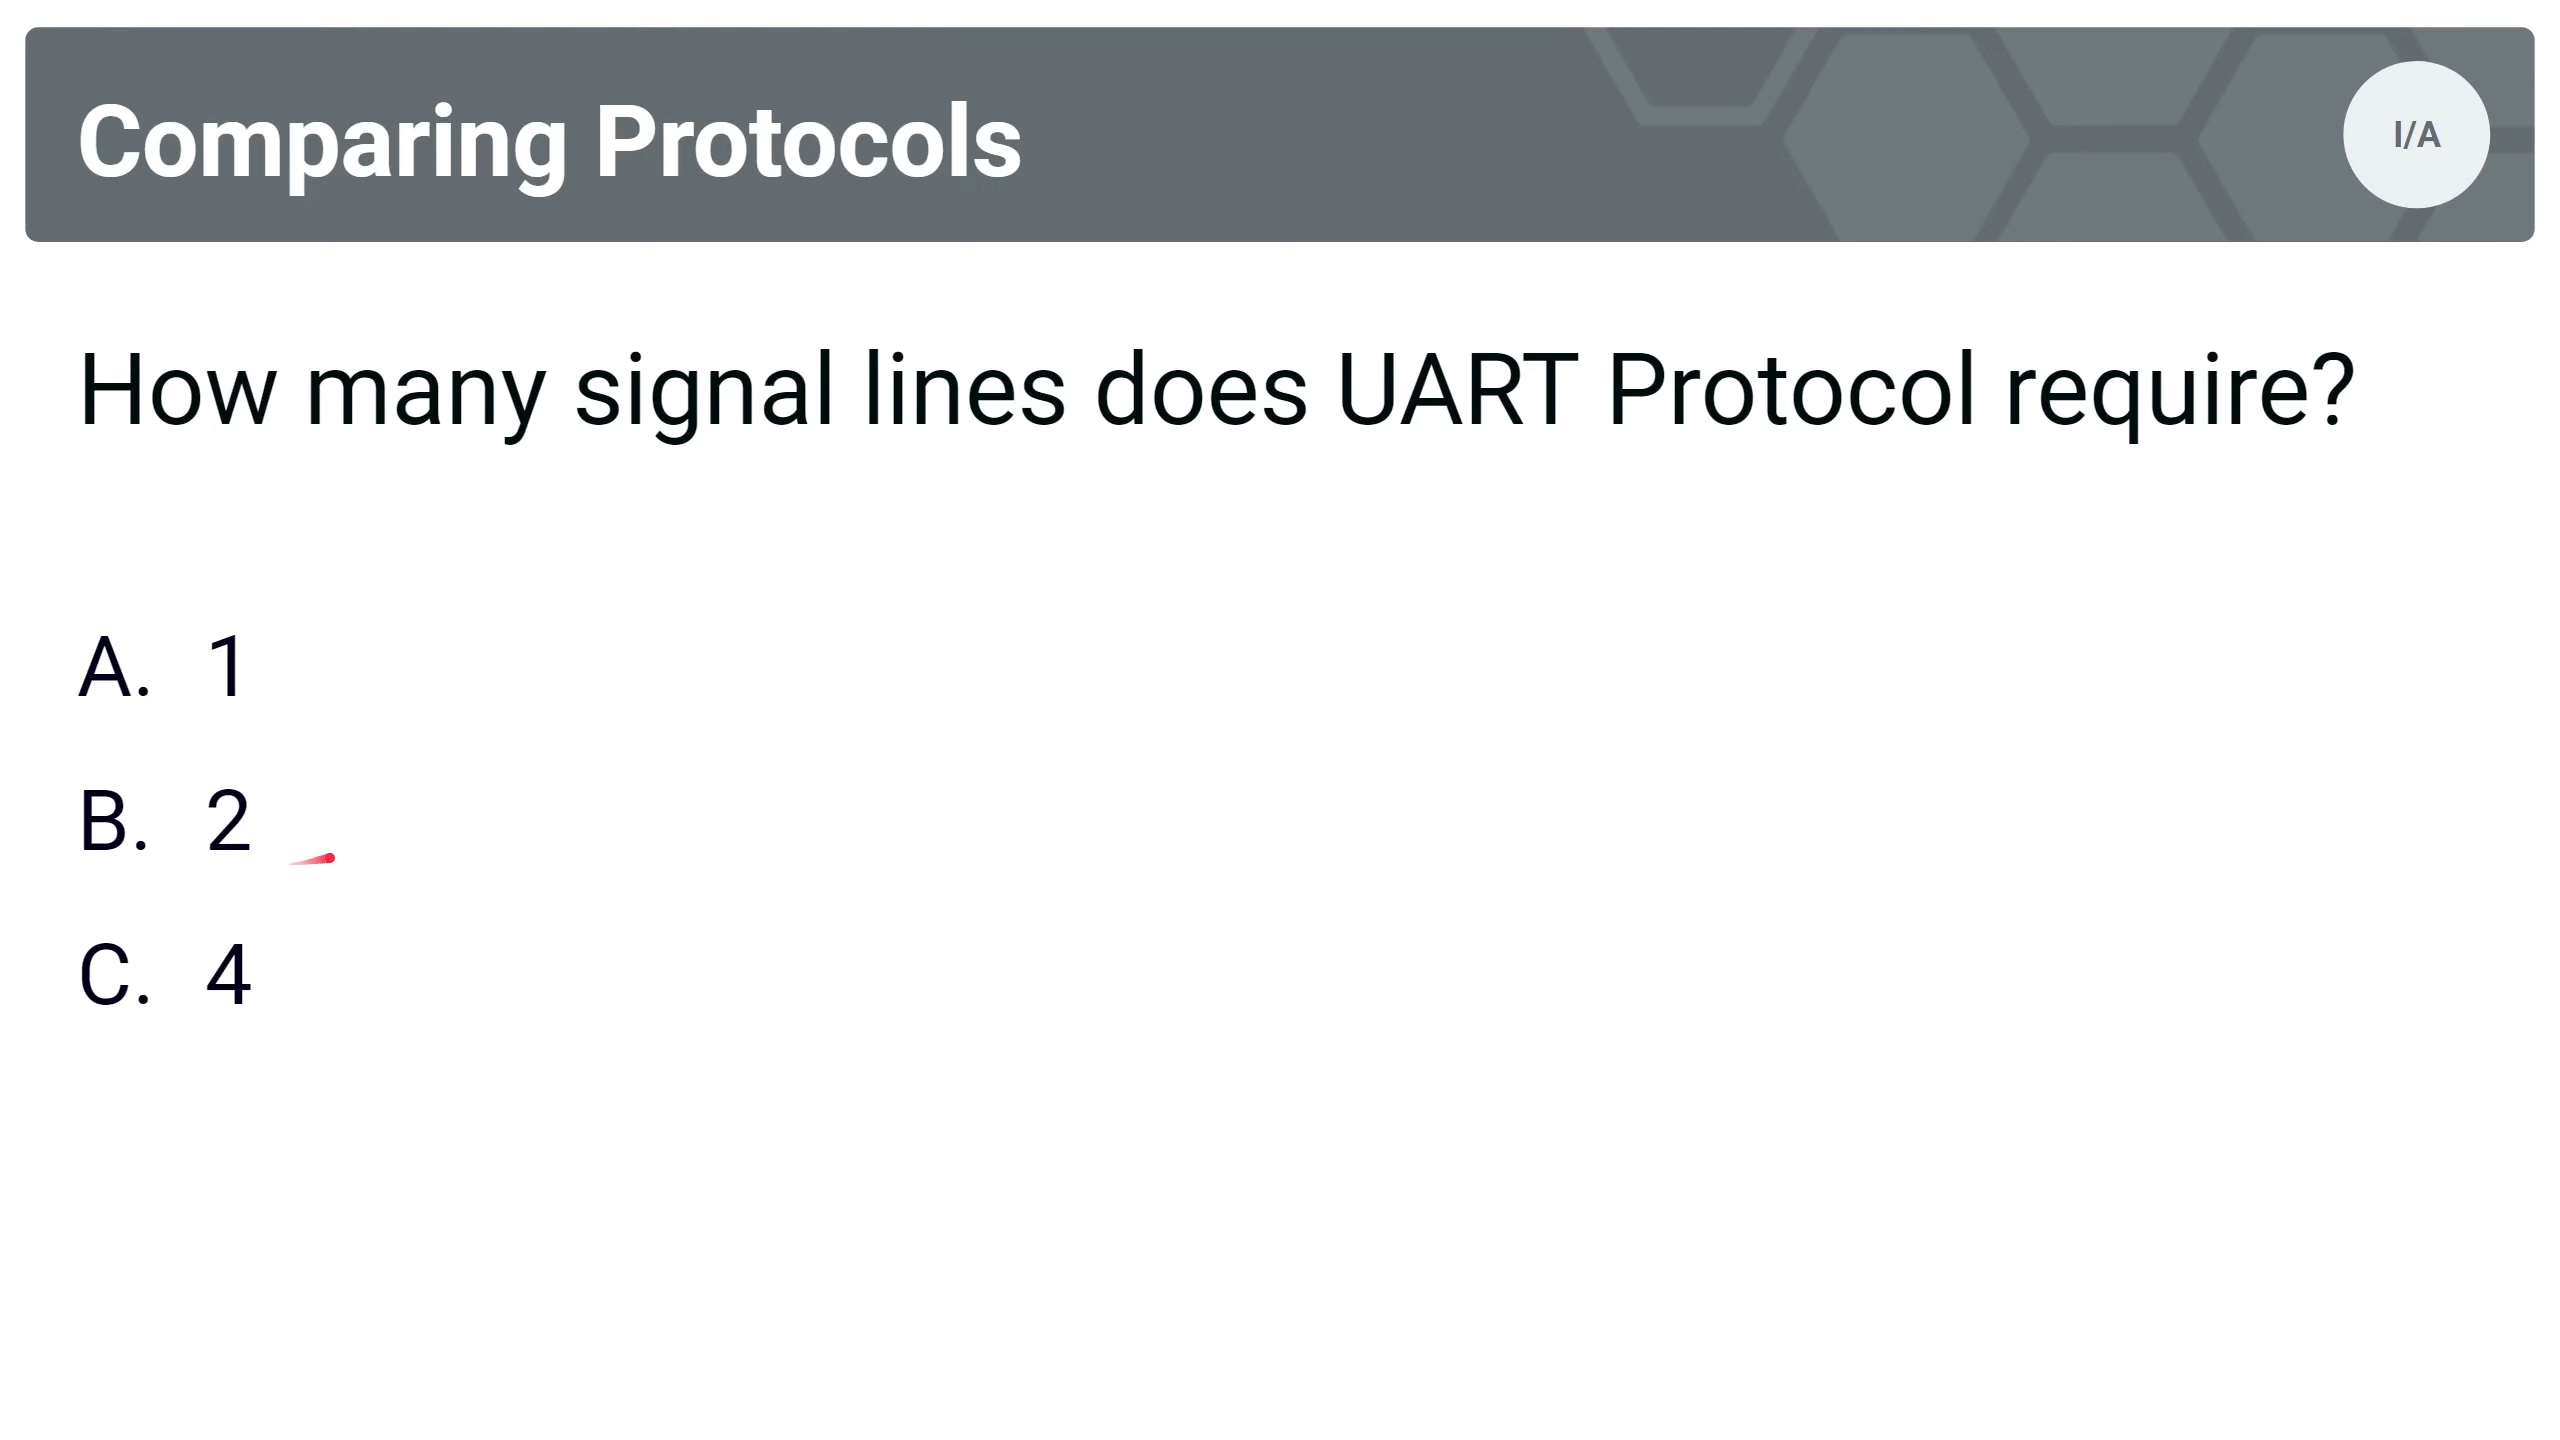 Comparing Protocols
I/A
How many signal lines does UART Protocol require?
A. 1
B. 2
C. 4